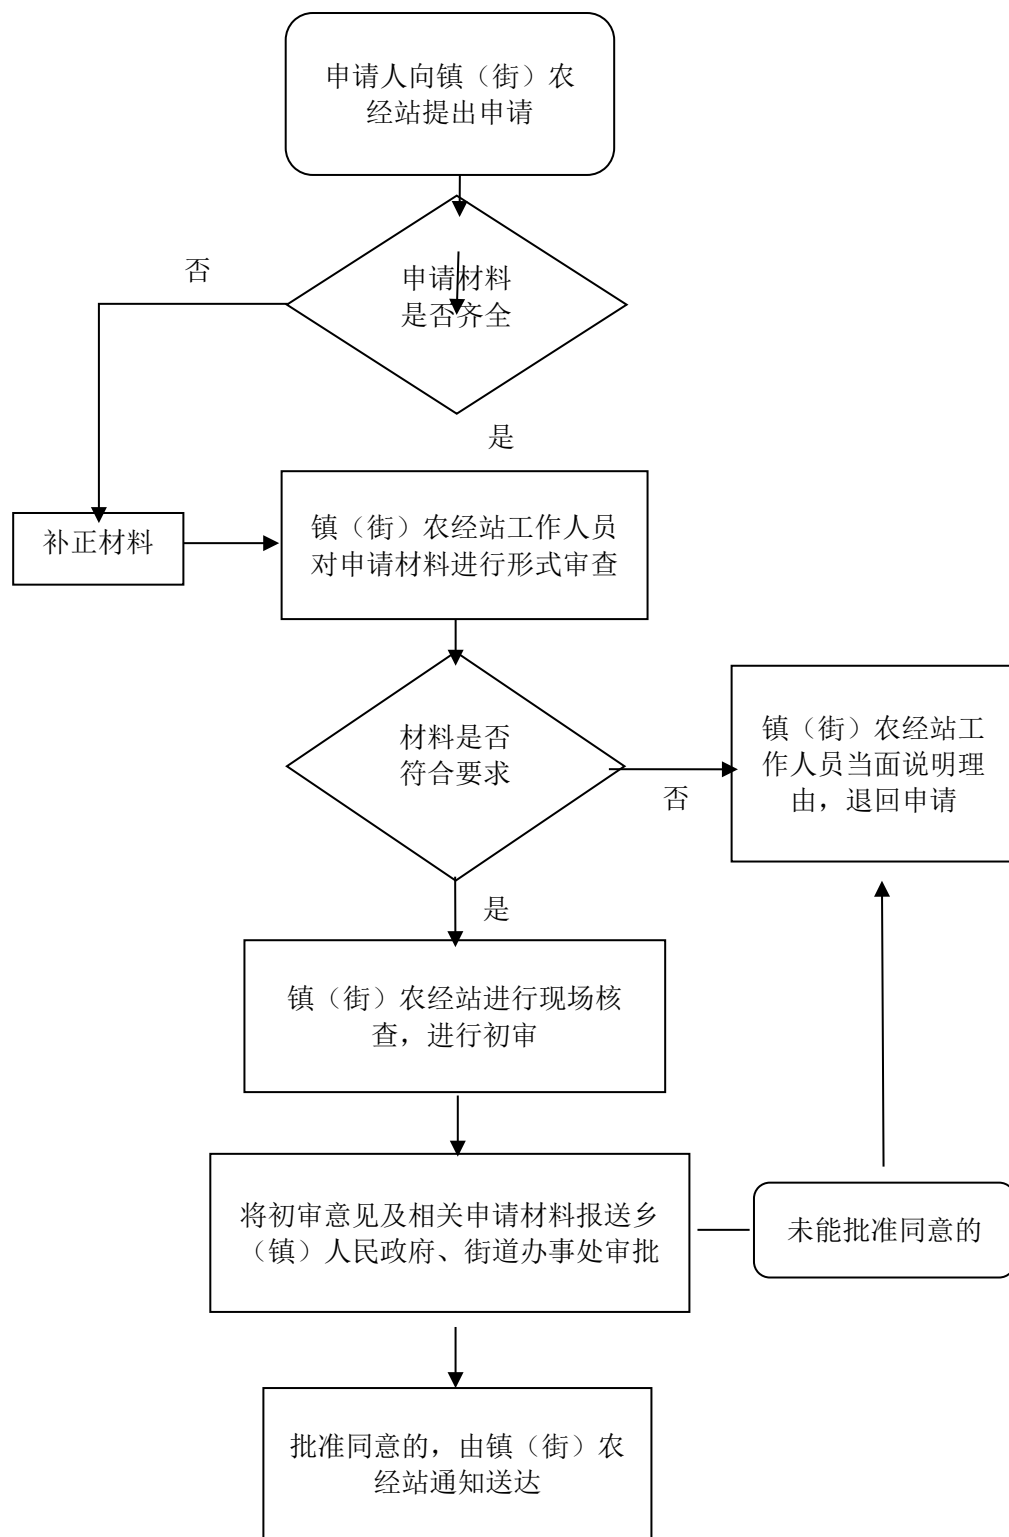 申请人向镇（街）农
经站提出申请
否
申请材料
是否齐全
是
补正材料
镇（街）农经站工作人员
对申请材料进行形式审查
材料是否
符合要求
否
镇（街）农经站工
作人员当面说明理
由，退回申请
是
镇（街）农经站进行现场核
查，进行初审
将初审意见及相关申请材料报送乡
（镇）人民政府、街道办事处审批
未能批准同意的
批准同意的，由镇（街）农
经站通知送达